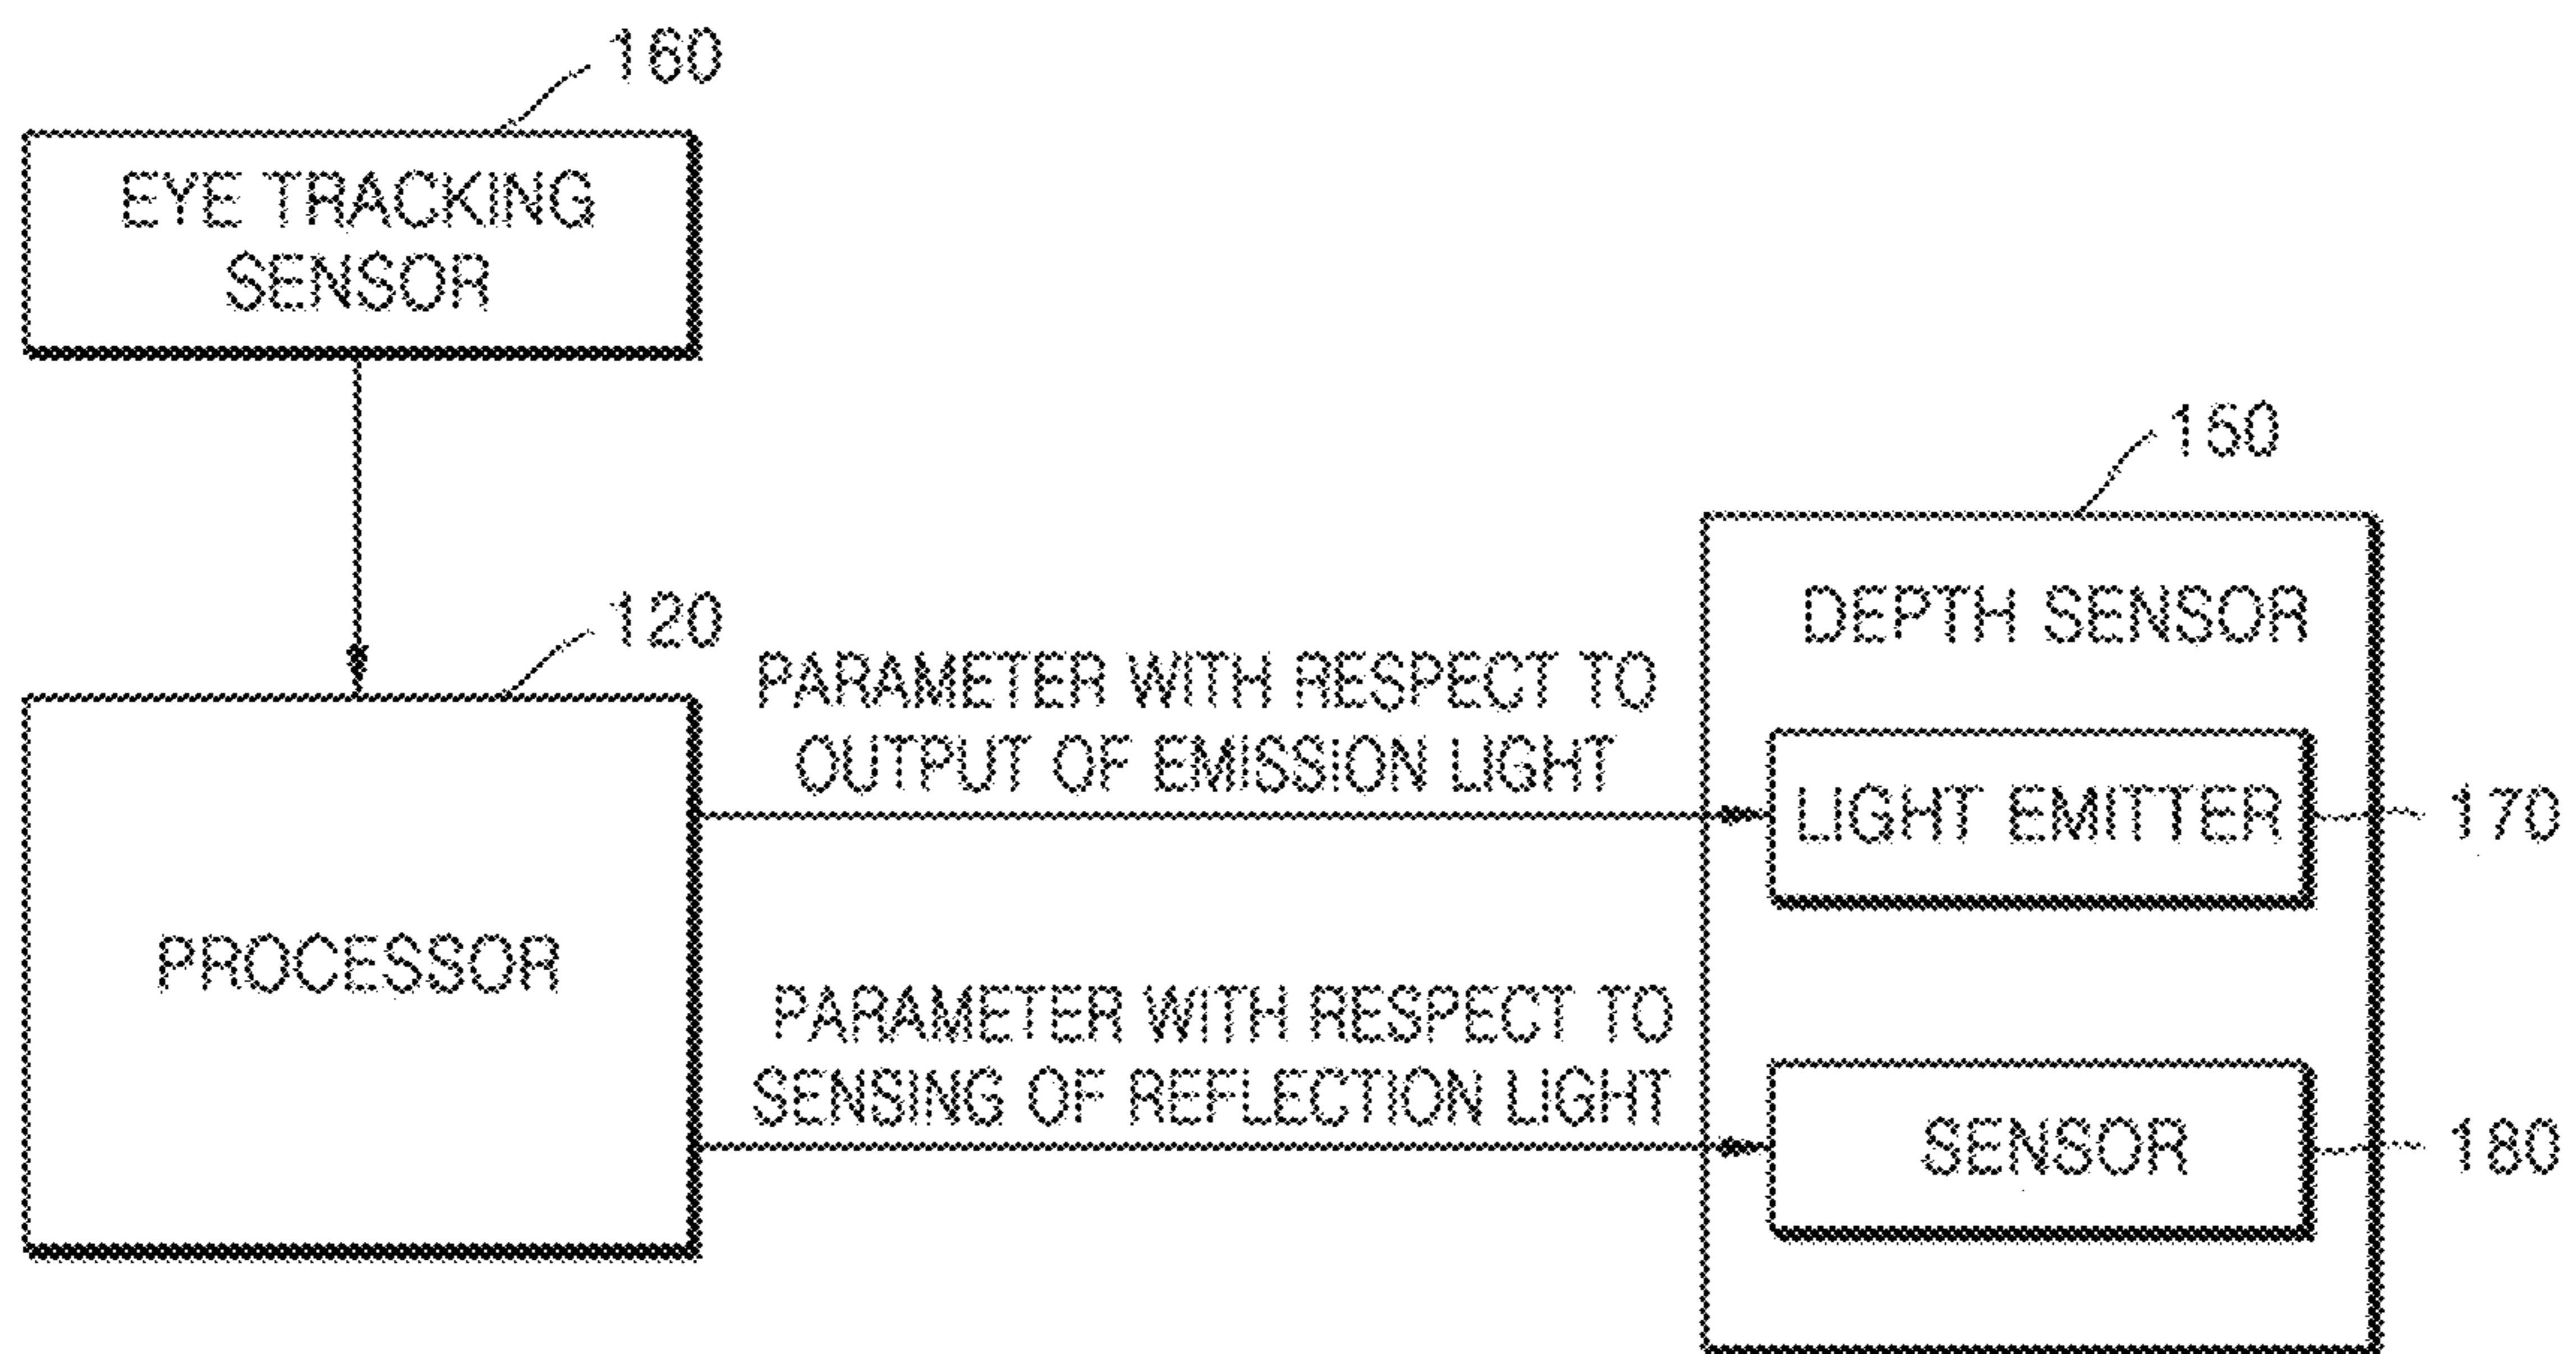 160
EYE TRACKING
SENSOR
150
120
DEPTH SENSOR
PARAMETER WITH RESPECT TO
OUTPUT OF EMISSION LIGHT
LIGHT EMITTER
170
PROCESSOR
PARAMETER WITH RESPECT TO
SENSING OF REFLECTION LIGHT
SENSOR
180